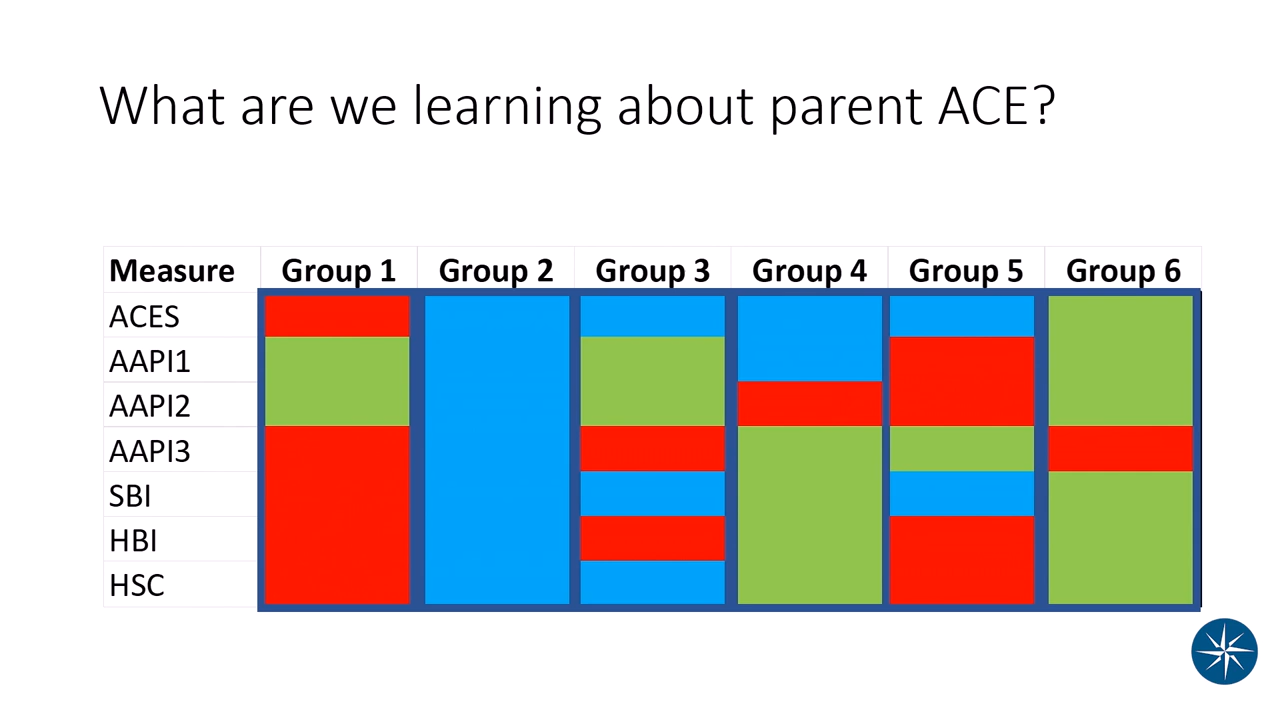 What are we learning about parent ACE?
Measure Group 1 Group 2 Group 3 Group 4 Group 5 Group 6
ACES
AAPI1
AAPI2
AAPI3
SBI
HBI
HSC